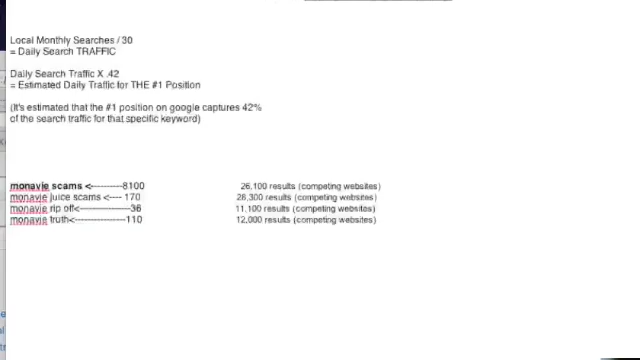 Local Monthly Searches / 30
= Daily Search TRAFFIC
Daily Search Traffic X .42
= Estimated Daily Traffic for THE #1 Position
(It's estimated that the #1 position on google captures 42%
of the search traffic for that specific keyword)
monavie scams <----------8100 26,100 results (competing websites)
monavie juice scams <---- 170 26,300 results (competing websites)
monavie rip off<----------------36 11,100 results (competing websites)
monavie truth<---------------110 12,000 results (competing websites)